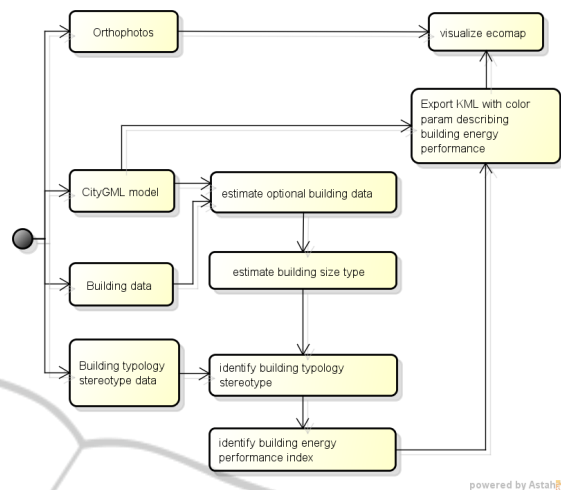 Orthophotos
visualize ecomap
Export KML with color
param describing
building energy
performance
CityGML model
estimate optional building data
estimate building size type
Building data
Building typology
stereotype data
identify building typology
stereotype
identify building energy
performance index
powered by Astah